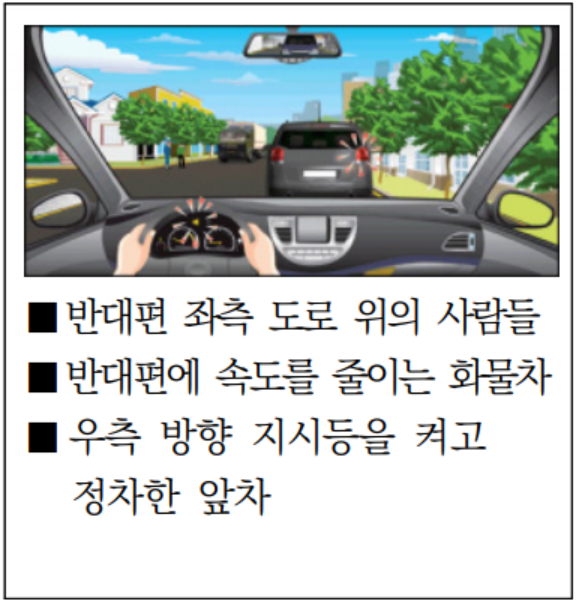 ■ 반대편 좌측 도로 위의 사람들
■ 반대편에 속도를 줄이는 화물차
■ 우측 방향 지시등을 켜고
정차한 앞차